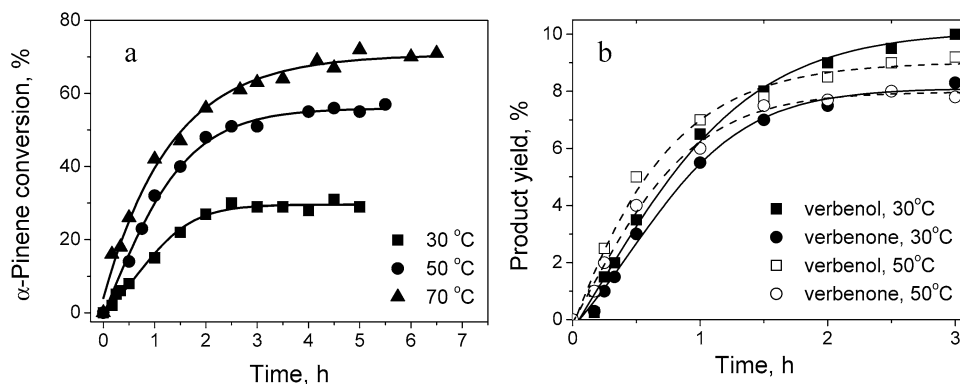 a
α-Pinene conversion, %
80
60
40
20
0
30 °C
50 °C
70 °C
0 1 2 3 4 5 6 7
Time, h
b
Product yield, %
10
8
6
4
2
0
verbenol, 30°C
verbenone, 30°C
verbenol, 50°C
verbenone, 50°C
0 1 2 3
Time, h